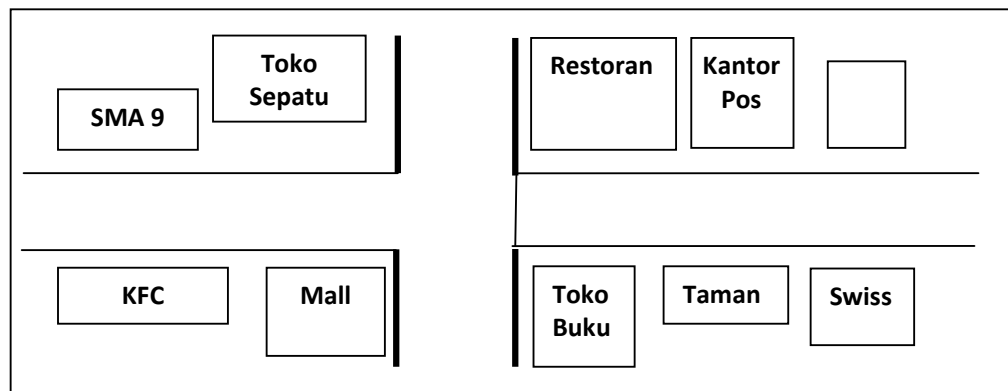 Toko
Sepatu
SMA 9
Restoran
Kantor
Pos
KFC
Mall
Toko
Buku
Taman
Swiss